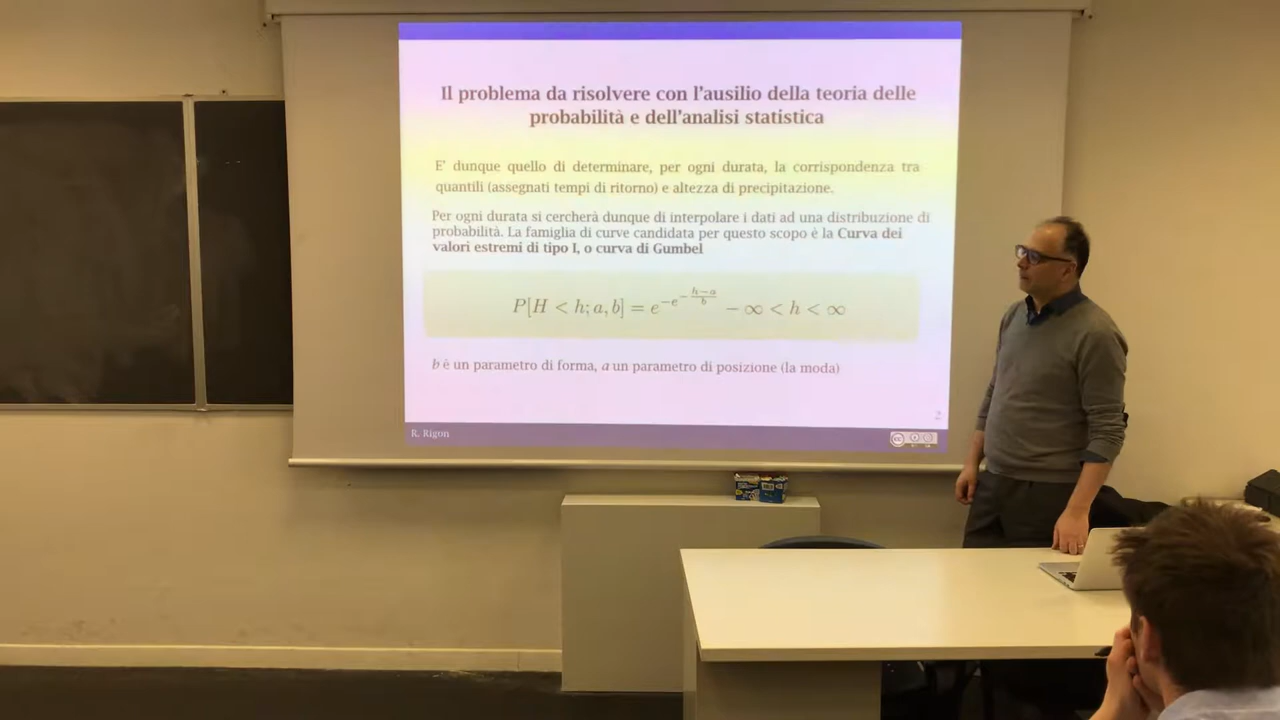 Il problema da risolvere con l'ausilio della teoria delle
probabilità e dell'analisi statistica
E' dunque quello di determinare, per ogni durata, la corrispondenza tra
quantili (assegnati tempi di ritorno) e altezza di precipitazione.
Per ogni durata si cercherà dunque di interpolare i dati ad una distribuzione di
probabilità. La famiglia di curve candidata per questo scopo è la Curva dei
valori estremi di tipo I, o curva di Gumbel
P[H < h; a, b] = e^{-e^{-\frac{h-a}{b}}} - ∞ < h < ∞
b è un parametro di forma, a un parametro di posizione (la moda)
2
R. Rigon